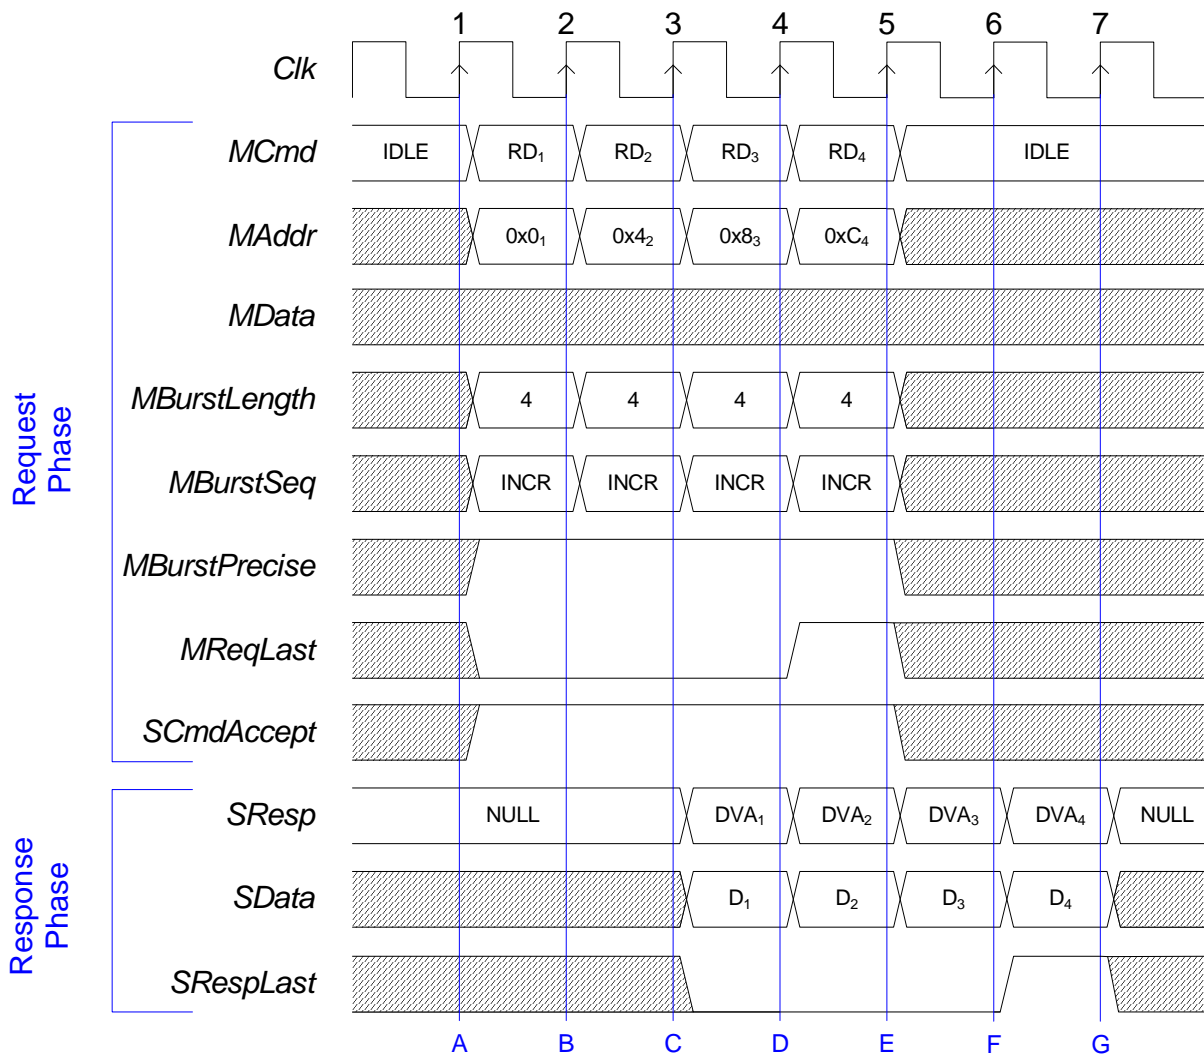 1 2 3 4 5 6 7
Clk
MCmd IDLE RD₁ RD₂ RD₃ RD₄ IDLE
MAddr 0x0₁ 0x4₂ 0x8₃ 0xC₄
MData
MBurstLength 4 4 4 4
MBurstSeq INCR INCR INCR INCR
MBurstPrecise
MReqLast
SCmdAccept
Request
Phase
SResp NULL DVA₁ DVA₂ DVA₃ DVA₄ NULL
SData D₁ D₂ D₃ D₄
SRespLast
Response
Phase
A B C D E F G